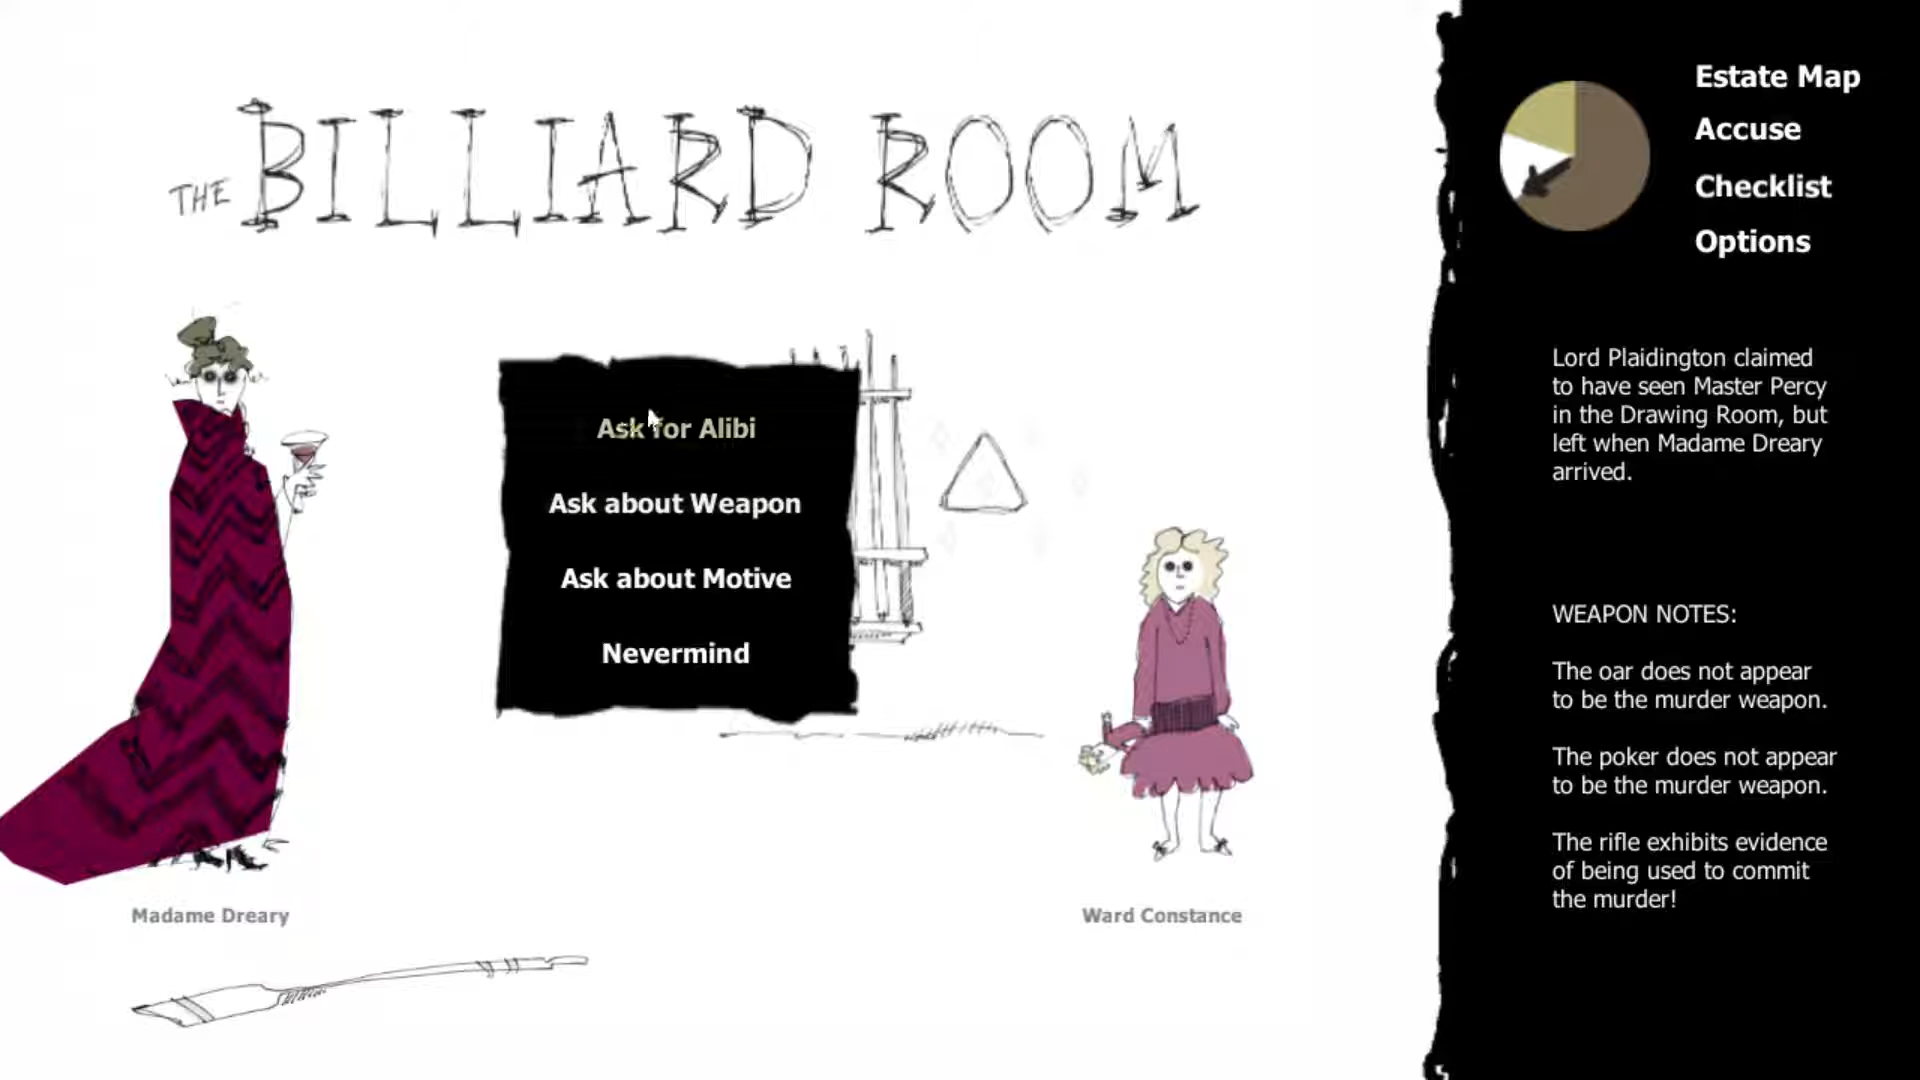 THE BILLIARD ROOM
Ask for Alibi
Ask about Weapon
Ask about Motive
Nevermind
Madame Dreary
Ward Constance
Estate Map
Accuse
Checklist
Options
Lord Plaidington claimed
to have seen Master Percy
in the Drawing Room, but
left when Madame Dreary
arrived.
WEAPON NOTES:
The oar does not appear
to be the murder weapon.
The poker does not appear
to be the murder weapon.
The rifle exhibits evidence
of being used to commit
the murder!